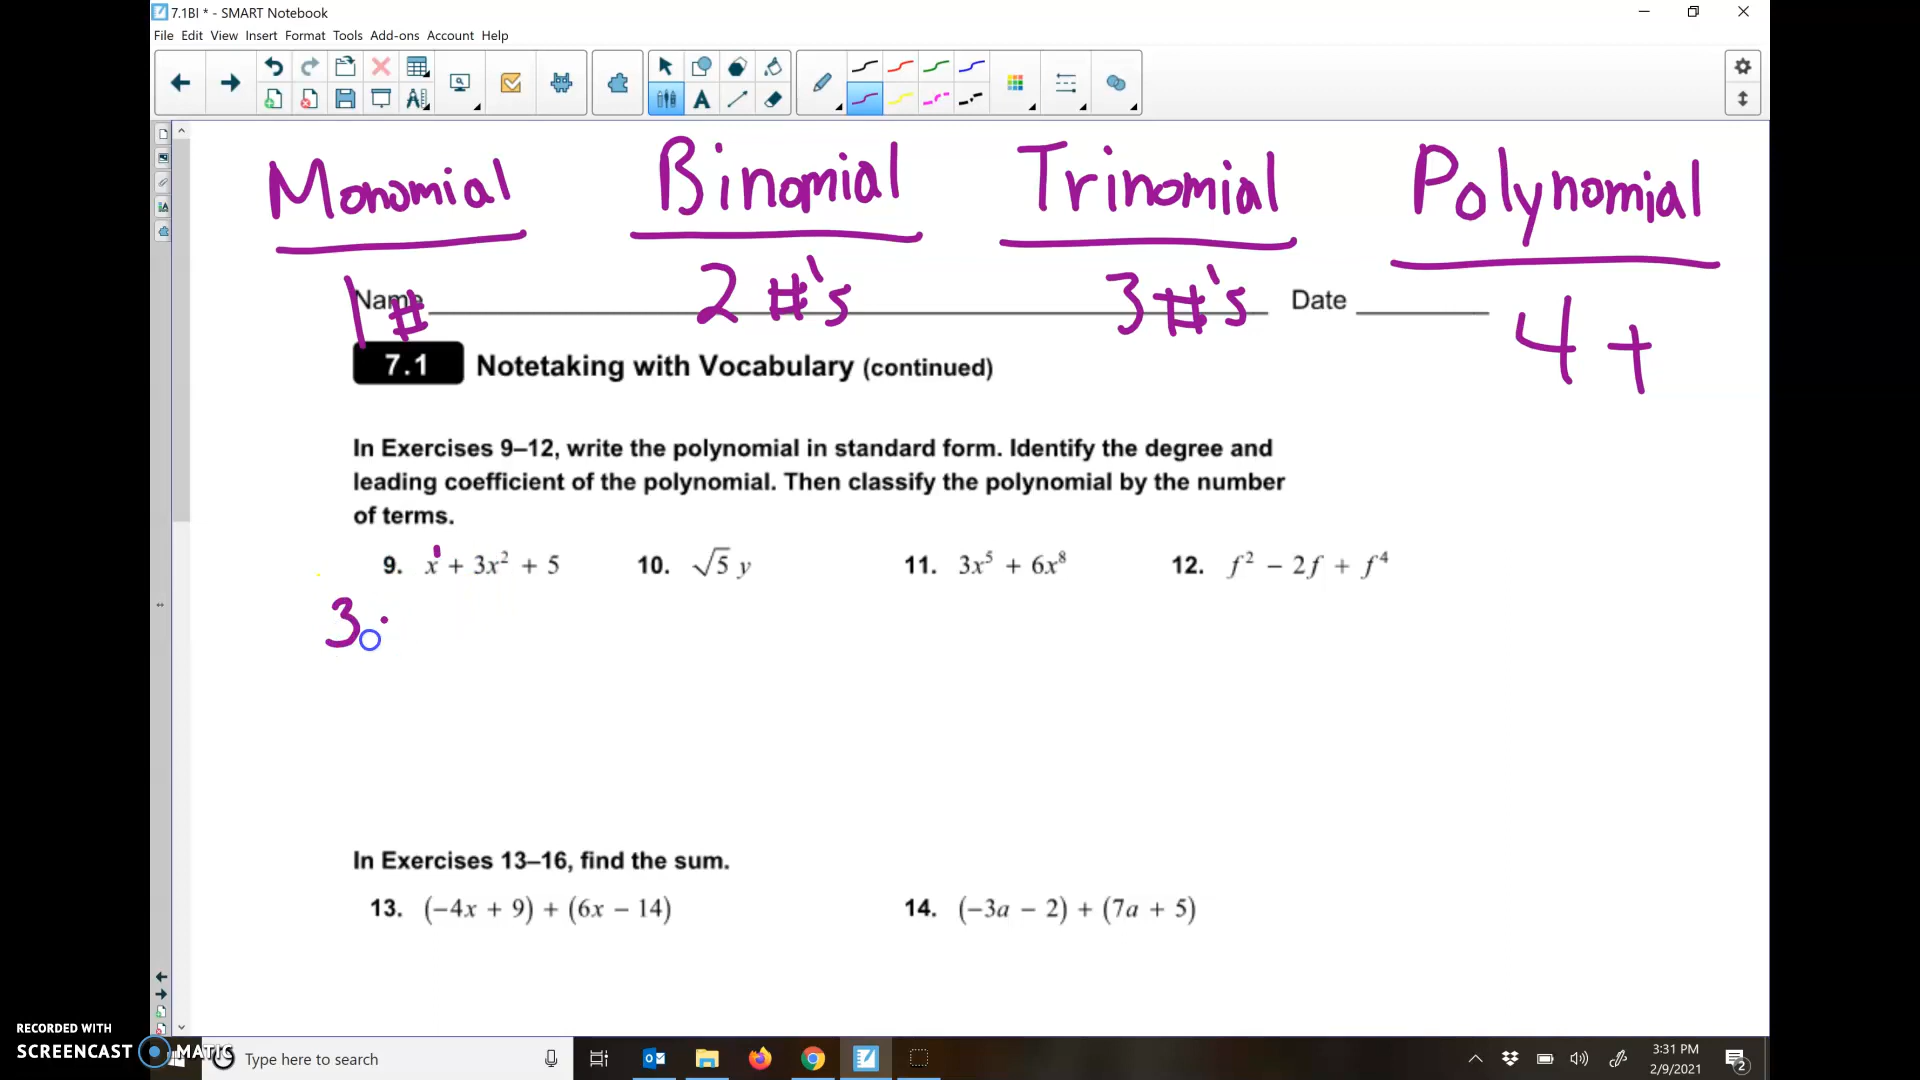 7.1BI * - SMART Notebook
File Edit View Insert Format Tools Add-ons Account Help
Monomial Binomial Trinomial Polynomial
1 # 2 #'s 3 #'s 4 +
Name Date
7.1 Notetaking with Vocabulary (continued)
In Exercises 9–12, write the polynomial in standard form. Identify the degree and
leading coefficient of the polynomial. Then classify the polynomial by the number
of terms.
9. x¹ + 3x² + 5 10. √5 y 11. 3x⁵ + 6x⁸ 12. f² − 2f + f⁴
3
In Exercises 13–16, find the sum.
13. (−4x + 9) + (6x − 14) 14. (−3a − 2) + (7a + 5)
RECORDED WITH
SCREENCAST MATIC
Type here to search
3:31 PM
2/9/2021
2